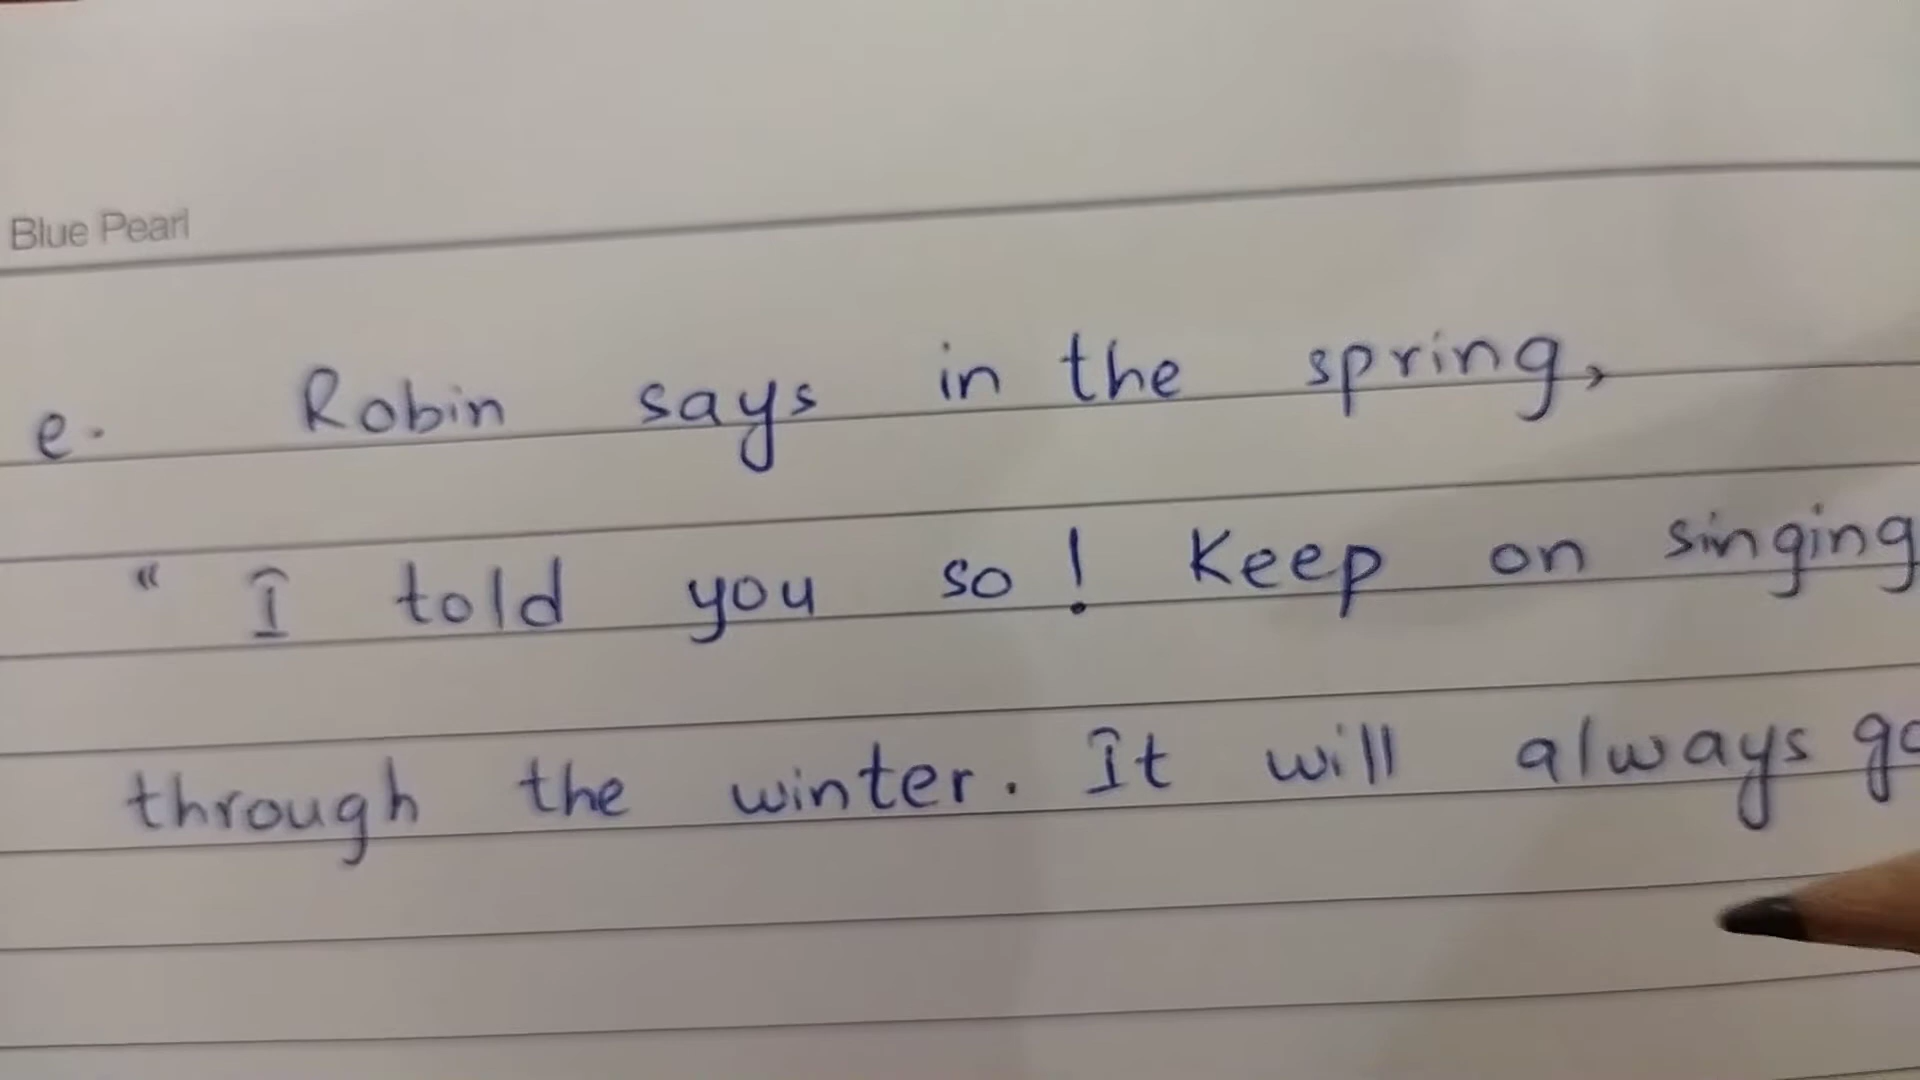 Blue Pearl
e. Robin says in the spring,
“ I told you so! Keep on singing
through the winter. It will always